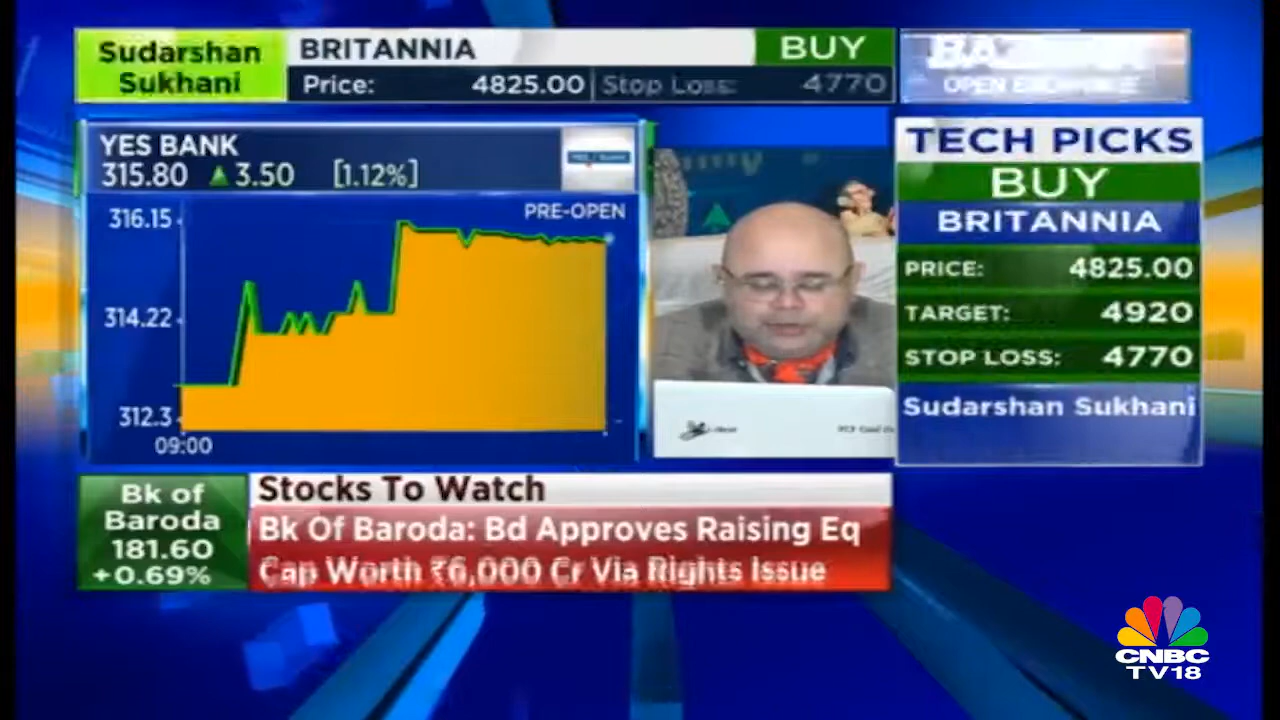 Sudarshan
Sukhani
BRITANNIA
BUY
Price: 4825.00
Stop Loss: 4770
OPEN EXCHANGE
YES BANK
315.80 ▲ 3.50 [1.12%]
PRE-OPEN
316.15
314.22
312.3
09:00
TECH PICKS
BUY
BRITANNIA
PRICE: 4825.00
TARGET: 4920
STOP LOSS: 4770
Sudarshan Sukhani
Bk of
Baroda
181.60
+0.69%
Stocks To Watch
Bk Of Baroda: Bd Approves Raising Eq
Cap Worth ₹6,000 Cr Via Rights Issue
CNBC
TV18